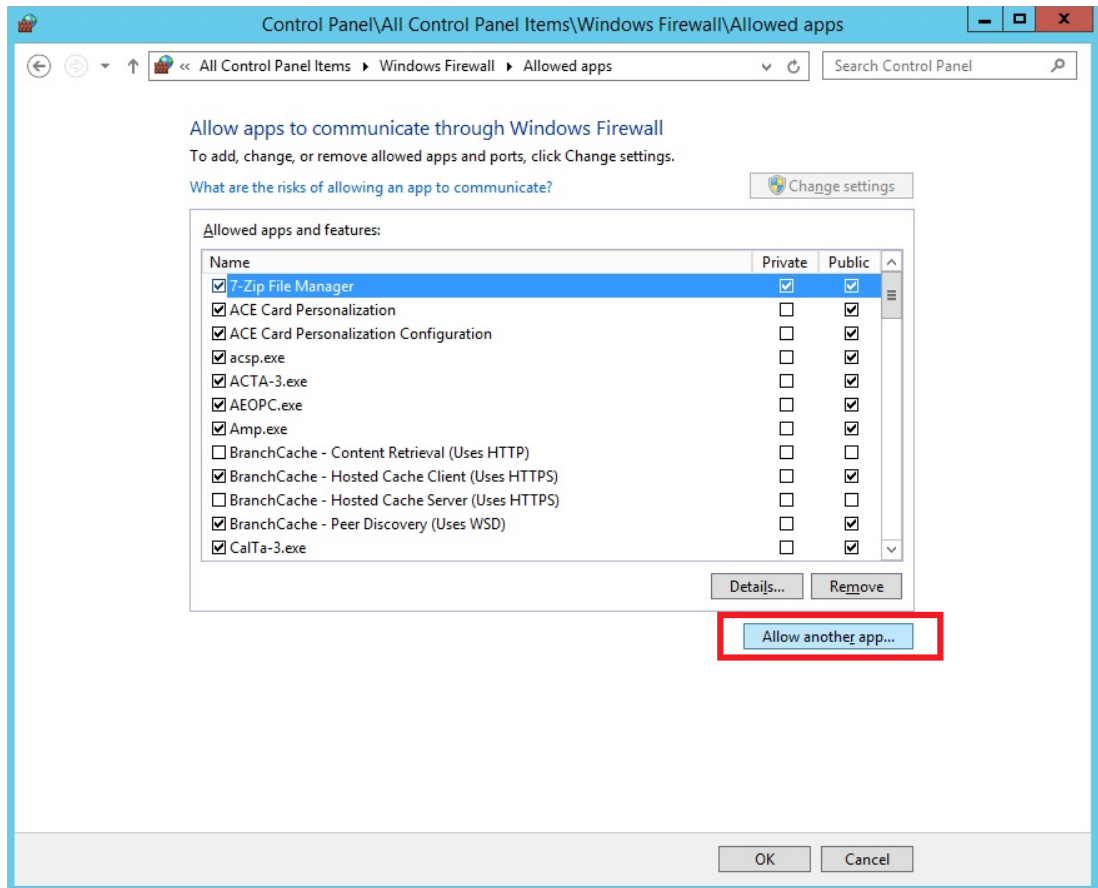 Control Panel\All Control Panel Items\Windows Firewall\Allowed apps
« All Control Panel Items Windows Firewall Allowed apps Search Control Panel
Allow apps to communicate through Windows Firewall
To add, change, or remove allowed apps and ports, click Change settings.
What are the risks of allowing an app to communicate? Change settings
Allowed apps and features:
Name Private Public
7-Zip File Manager
ACE Card Personalization
ACE Card Personalization Configuration
acsp.exe
ACTA-3.exe
AEOPC.exe
Amp.exe
BranchCache - Content Retrieval (Uses HTTP)
BranchCache - Hosted Cache Client (Uses HTTPS)
BranchCache - Hosted Cache Server (Uses HTTPS)
BranchCache - Peer Discovery (Uses WSD)
CalTa-3.exe
Details... Remove
Allow another app...
OK Cancel